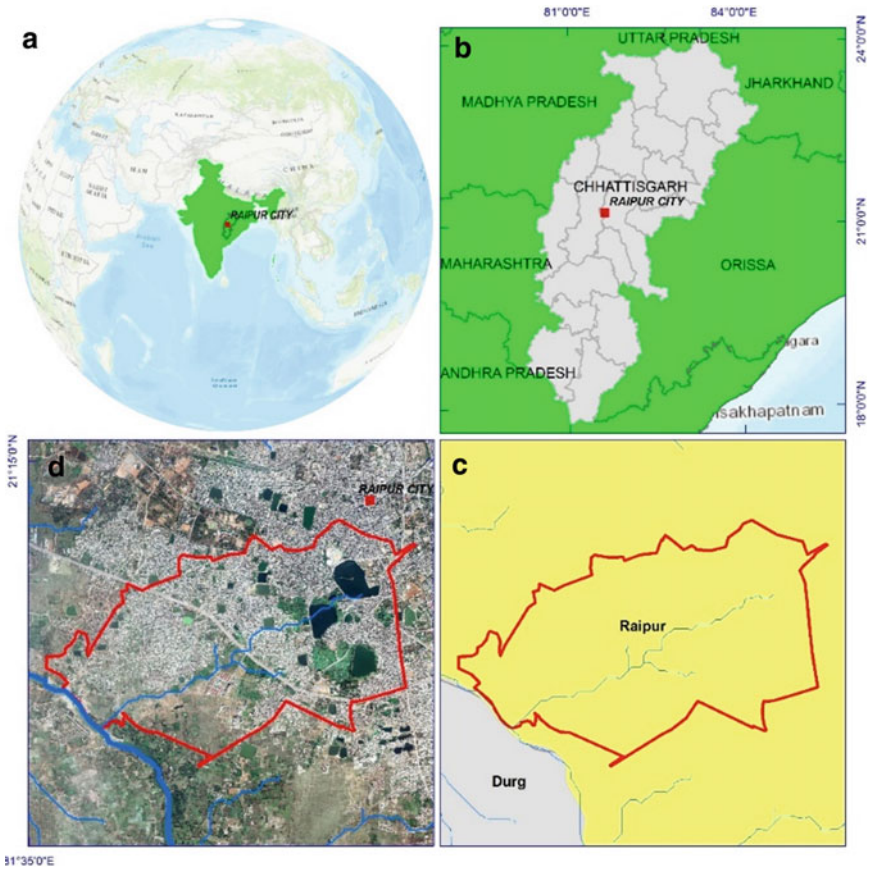 a
RAIPUR CITY
81°0'0"E
84°0'0"E
b
UTTAR PRADESH
24°0'0"N
JHARKHAND
MADHYA PRADESH
CHHATTISGARH
RAIPUR CITY
21°0'0"N
MAHARASHTRA
ORISSA
agara
ANDHRA PRADESH
isakhapatnam
18°0'0"N
21°15'0"N
d
RAIPUR CITY
c
Raipur
Durg
81°35'0"E